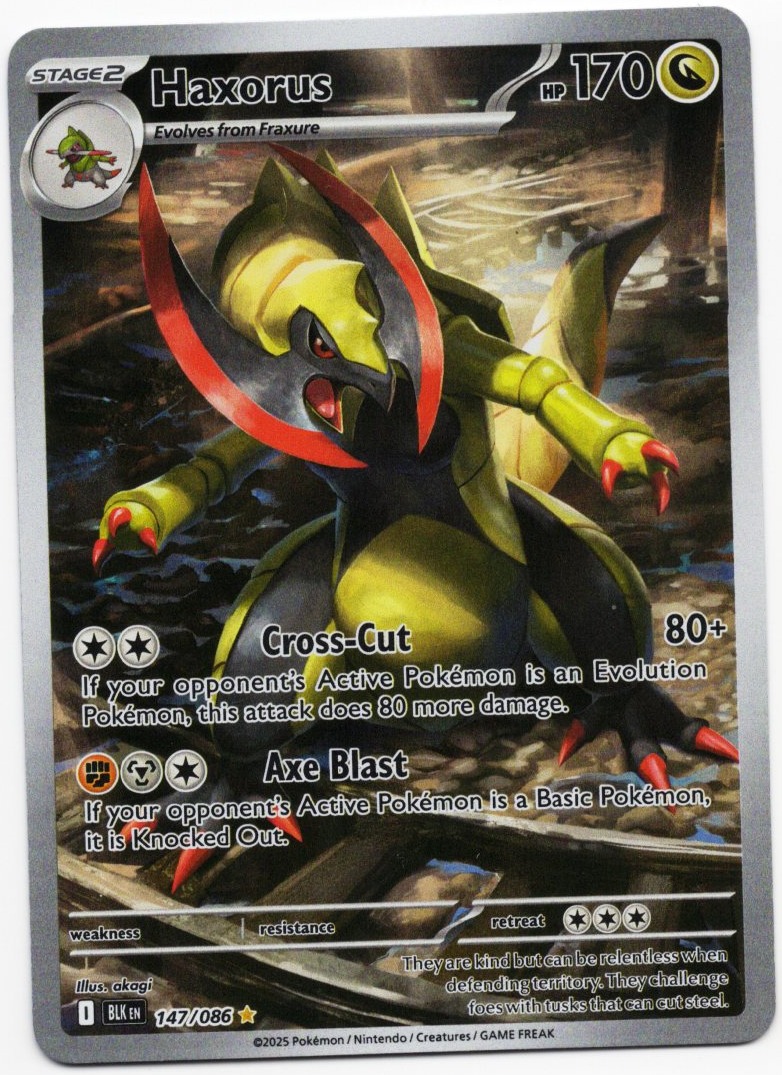 STAGE2 Haxorus HP 170
Evolves from Fraxure
Cross-Cut 80+
If your opponent's Active Pokémon is an Evolution
Pokémon, this attack does 80 more damage.
Axe Blast
If your opponent's Active Pokémon is a Basic Pokémon,
it is Knocked Out.
weakness resistance retreat
They are kind but can be relentless when
defending territory. They challenge
foes with tusks that can cut steel.
Illus. akagi
I BLK EN 147/086
©2025 Pokémon / Nintendo / Creatures / GAME FREAK